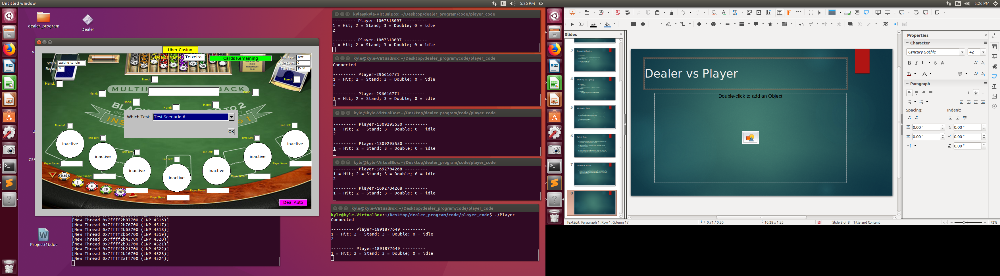 Untitled window
En
5:26 PM
dealer_program
Dealer
Project(1).doc
Uber Casino
Dealer Name: Teixeira
Cards Remaining
Status: waiting to join
Players: 0
Shoe Type: Test
Table Count: 0
Table Min: $5.00
MAXIMUM
500
MINIMUM
0.4
Hand:
Hand:
Hand:
Hand:
Hand:
Hand:
Hand:
Hand:
Which Test: Test Scenario 6
OK
Time Left:
Time Left:
Time Left:
Time Left:
Time Left:
Time Left:
Time Left:
inactive
inactive
inactive
inactive
inactive
inactive
inactive
Player Name:
Player Name:
Player Name:
Player Name:
Player Name:
Player Name:
0.40
1
4
10
20
Deal Auto
[New Thread 0x7ffff2b87700 (LWP 4516)]
[New Thread 0x7ffff2b76700 (LWP 4517)]
[New Thread 0x7ffff2b65700 (LWP 4518)]
[New Thread 0x7ffff2b54700 (LWP 4519)]
[New Thread 0x7ffff2b43700 (LWP 4520)]
[New Thread 0x7ffff2b32700 (LWP 4521)]
[New Thread 0x7ffff2b21700 (LWP 4522)]
[New Thread 0x7ffff2b10700 (LWP 4523)]
[New Thread 0x7ffff2aff700 (LWP 4524)]
kyle@kyle-VirtualBox: ~/Desktop/dealer_program/code/player_code
--------- Player-1007318097 ---------
1 = Hit; 2 = Stand; 3 = Double; 0 = idle
2
--------- Player-1007318097 ---------
1 = Hit; 2 = Stand; 3 = Double; 0 = idle
kyle@kyle-VirtualBox: ~/Desktop/dealer_program/code/player_code
Connected
--------- Player-296616771 ---------
1 = Hit; 2 = Stand; 3 = Double; 0 = idle
2
--------- Player-296616771 ---------
1 = Hit; 2 = Stand; 3 = Double; 0 = idle
kyle@kyle-VirtualBox: ~/Desktop/dealer_program/code/player_code
--------- Player-1309295550 ---------
1 = Hit; 2 = Stand; 3 = Double; 0 = idle
2
--------- Player-1309295550 ---------
1 = Hit; 2 = Stand; 3 = Double; 0 = idle
kyle@kyle-VirtualBox: ~/Desktop/dealer_program/code/player_code
--------- Player-1692704268 ---------
1 = Hit; 2 = Stand; 3 = Double; 0 = idle
2
--------- Player-1692704268 ---------
1 = Hit; 2 = Stand; 3 = Double; 0 = idle
kyle@kyle-VirtualBox: ~/Desktop/dealer_program/code/player_code
kyle@kyle-VirtualBox:~/Desktop/dealer_program/code/player_code$ ./Player
Connected
--------- Player-1891877649 ---------
1 = Hit; 2 = Stand; 3 = Double; 0 = idle
2
--------- Player-1891877649 ---------
1 = Hit; 2 = Stand; 3 = Double; 0 = idle
En
5:26 PM
Slides
3
Project Difficulty
4
Working as a group
5
Michael's Take
6
Kyle's Take
7
Dealer vs Player
8
Dealer vs Player
Double-click to add an Object
Properties
Character
Century Gothic
42
Paragraph
Spacing:
Indent:
0.00 "
0.00 "
0.00 "
0.00 "
0.00 "
TextEdit: Paragraph 1, Row 1, Column 17
0.71 / 0.50
10.28 x 1.53
Slide 8 of 8
Title and Content
72%